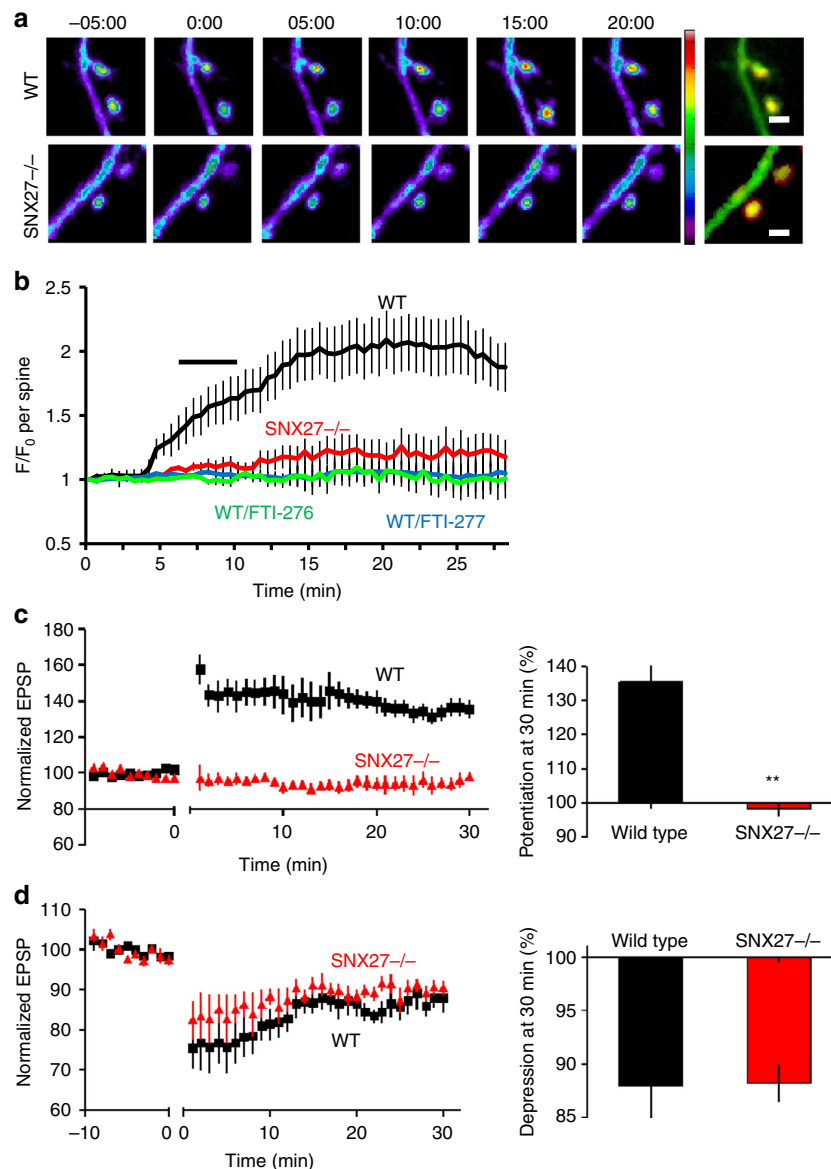 a
–05:00 0:00 05:00 10:00 15:00 20:00
WT
SNX27–/–
b
F/F0 per spine
2.5
2
1.5
1
0.5
WT
SNX27–/–
WT/FTI-276
WT/FTI-277
0 5 10 15 20 25
Time (min)
c
Normalized EPSP
180
160
140
120
100
80
60
WT
SNX27–/–
0 10 20 30
Time (min)
Potentiation at 30 min (%)
140
130
120
110
100
90
**
Wild type SNX27–/–
d
Normalized EPSP
110
100
90
80
70
60
SNX27–/–
WT
–10 0 0 10 20 30
Time (min)
Depression at 30 min (%)
100
95
90
85
Wild type SNX27–/–